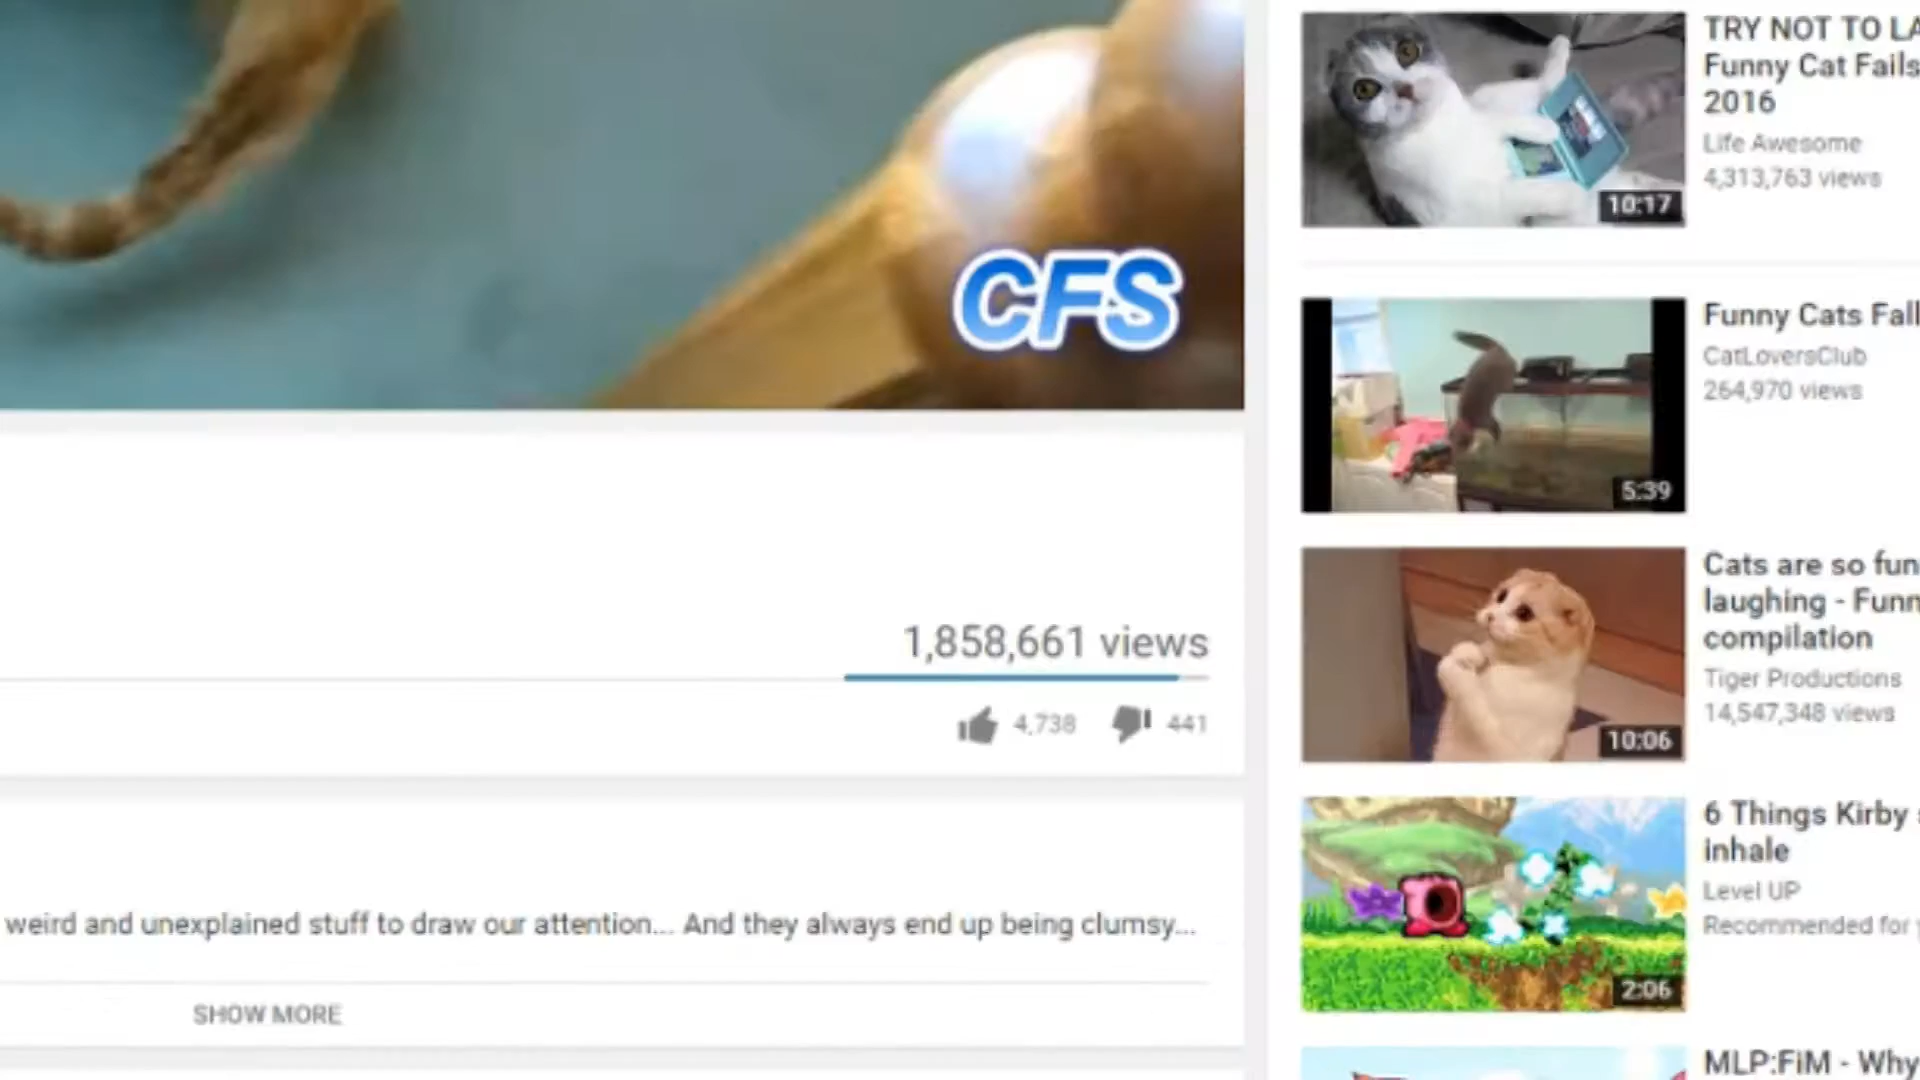 CFS
1,858,661 views
4,738
441
weird and unexplained stuff to draw our attention... And they always end up being clumsy...
SHOW MORE
TRY NOT TO LA
Funny Cat Fails
2016
Life Awesome
4,313,763 views
10:17
Funny Cats Fall
CatLoversClub
264,970 views
5:39
Cats are so fun
laughing - Funn
compilation
Tiger Productions
14,547,348 views
10:06
6 Things Kirby
inhale
Level UP
Recommended for
2:06
MLP:FiM - Why